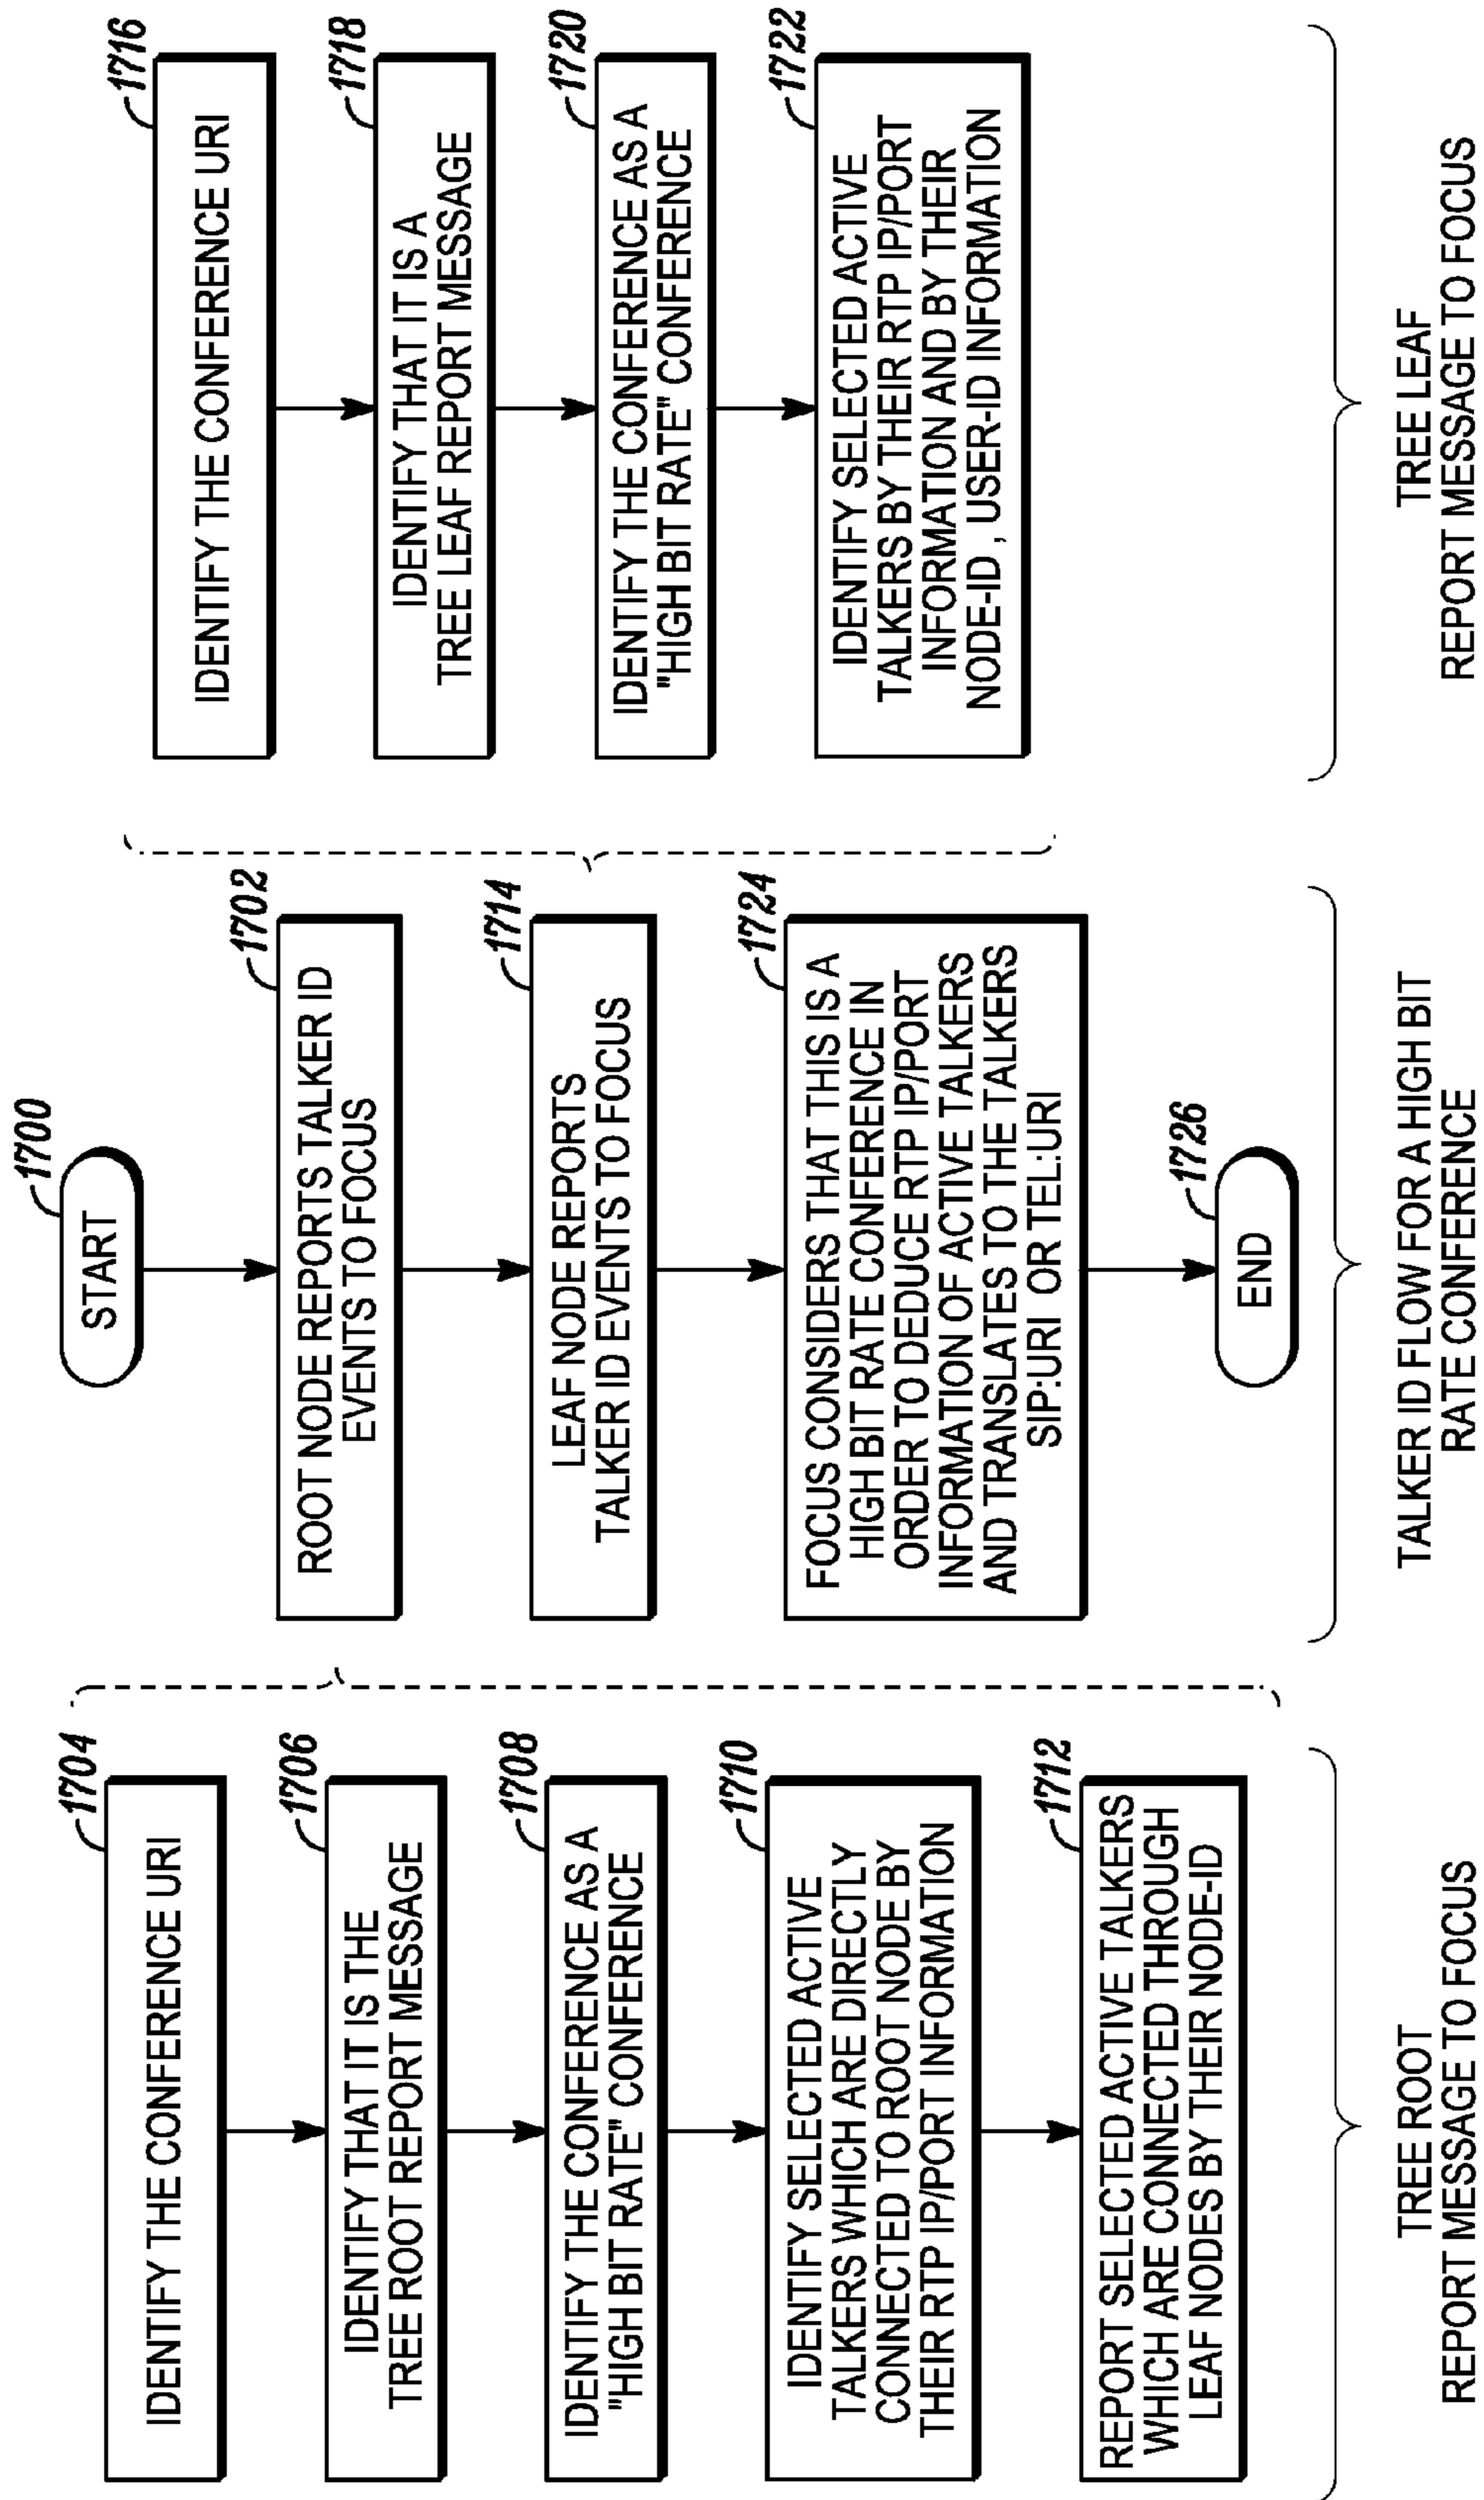 1704
IDENTIFY THE CONFERENCE URI
1706
IDENTIFY THAT IT IS THE
TREE ROOT REPORT MESSAGE
1708
IDENTIFY THE CONFERENCE AS A
"HIGH BIT RATE" CONFERENCE
1710
IDENTIFY SELECTED ACTIVE
TALKERS WHICH ARE DIRECTLY
CONNECTED TO ROOT NODE BY
THEIR RTP IP/PORT INFORMATION
1712
REPORT SELECTED ACTIVE TALKERS
WHICH ARE CONNECTED THROUGH
LEAF NODES BY THEIR NODE-ID
TREE ROOT
REPORT MESSAGE TO FOCUS
1700
START
1702
ROOT NODE REPORTS TALKER ID
EVENTS TO FOCUS
1714
LEAF NODE REPORTS
TALKER ID EVENTS TO FOCUS
1724
FOCUS CONSIDERS THAT THIS IS A
HIGH BIT RATE CONFERENCE IN
ORDER TO DEDUCE RTP IP/PORT
INFORMATION OF ACTIVE TALKERS
AND TRANSLATES TO THE TALKERS
SIP:URI OR TEL:URI
1726
END
TALKER ID FLOW FOR A HIGH BIT
RATE CONFERENCE
1716
IDENTIFY THE CONFERENCE URI
1718
IDENTIFY THAT IT IS A
TREE LEAF REPORT MESSAGE
1720
IDENTIFY THE CONFERENCE AS A
"HIGH BIT RATE" CONFERENCE
1722
IDENTIFY SELECTED ACTIVE
TALKERS BY THEIR RTP IP/PORT
INFORMATION AND BY THEIR
NODE-ID, USER-ID INFORMATION
TREE LEAF
REPORT MESSAGE TO FOCUS